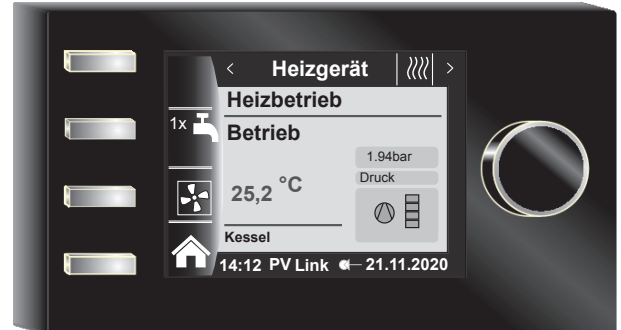 < Heizgerät >
Heizbetrieb
1x
Betrieb
1.94bar
Druck
25,2 °C
Kessel
14:12 PV Link 21.11.2020